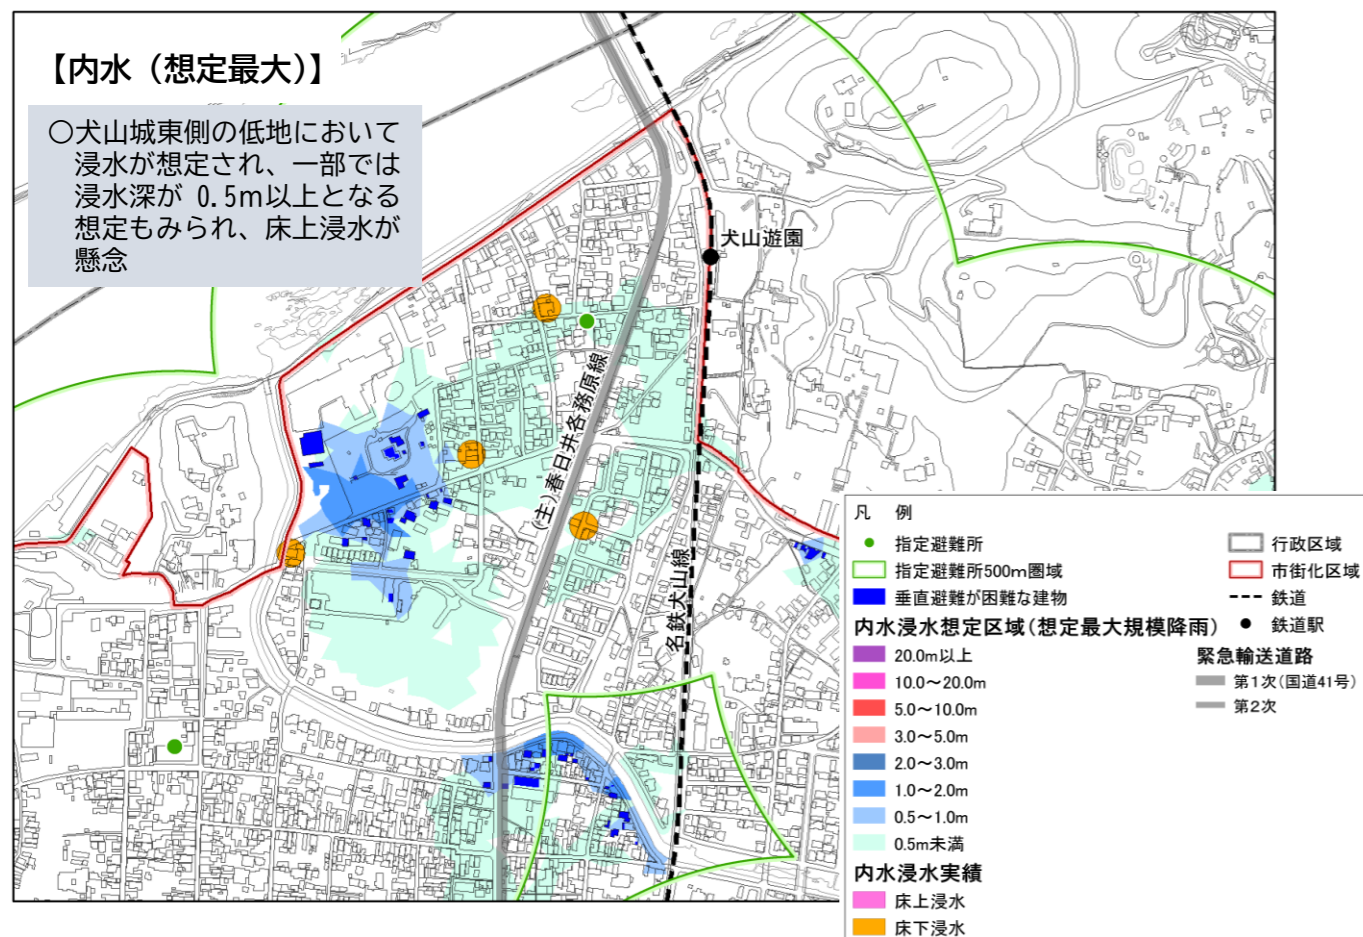 【内水（想定最大）】
○犬山城東側の低地において
浸水が想定され、一部では
浸水深が 0.5m以上となる
想定もみられ、床上浸水が
懸念
犬山遊園
(主)春日井各務原線
名鉄犬山線
凡　例
指定避難所
指定避難所500m圏域
垂直避難が困難な建物
内水浸水想定区域(想定最大規模降雨)
20.0m以上
10.0～20.0m
5.0～10.0m
3.0～5.0m
2.0～3.0m
1.0～2.0m
0.5～1.0m
0.5m未満
内水浸水実績
床上浸水
床下浸水
行政区域
市街化区域
鉄道
鉄道駅
緊急輸送道路
第1次(国道41号)
第2次